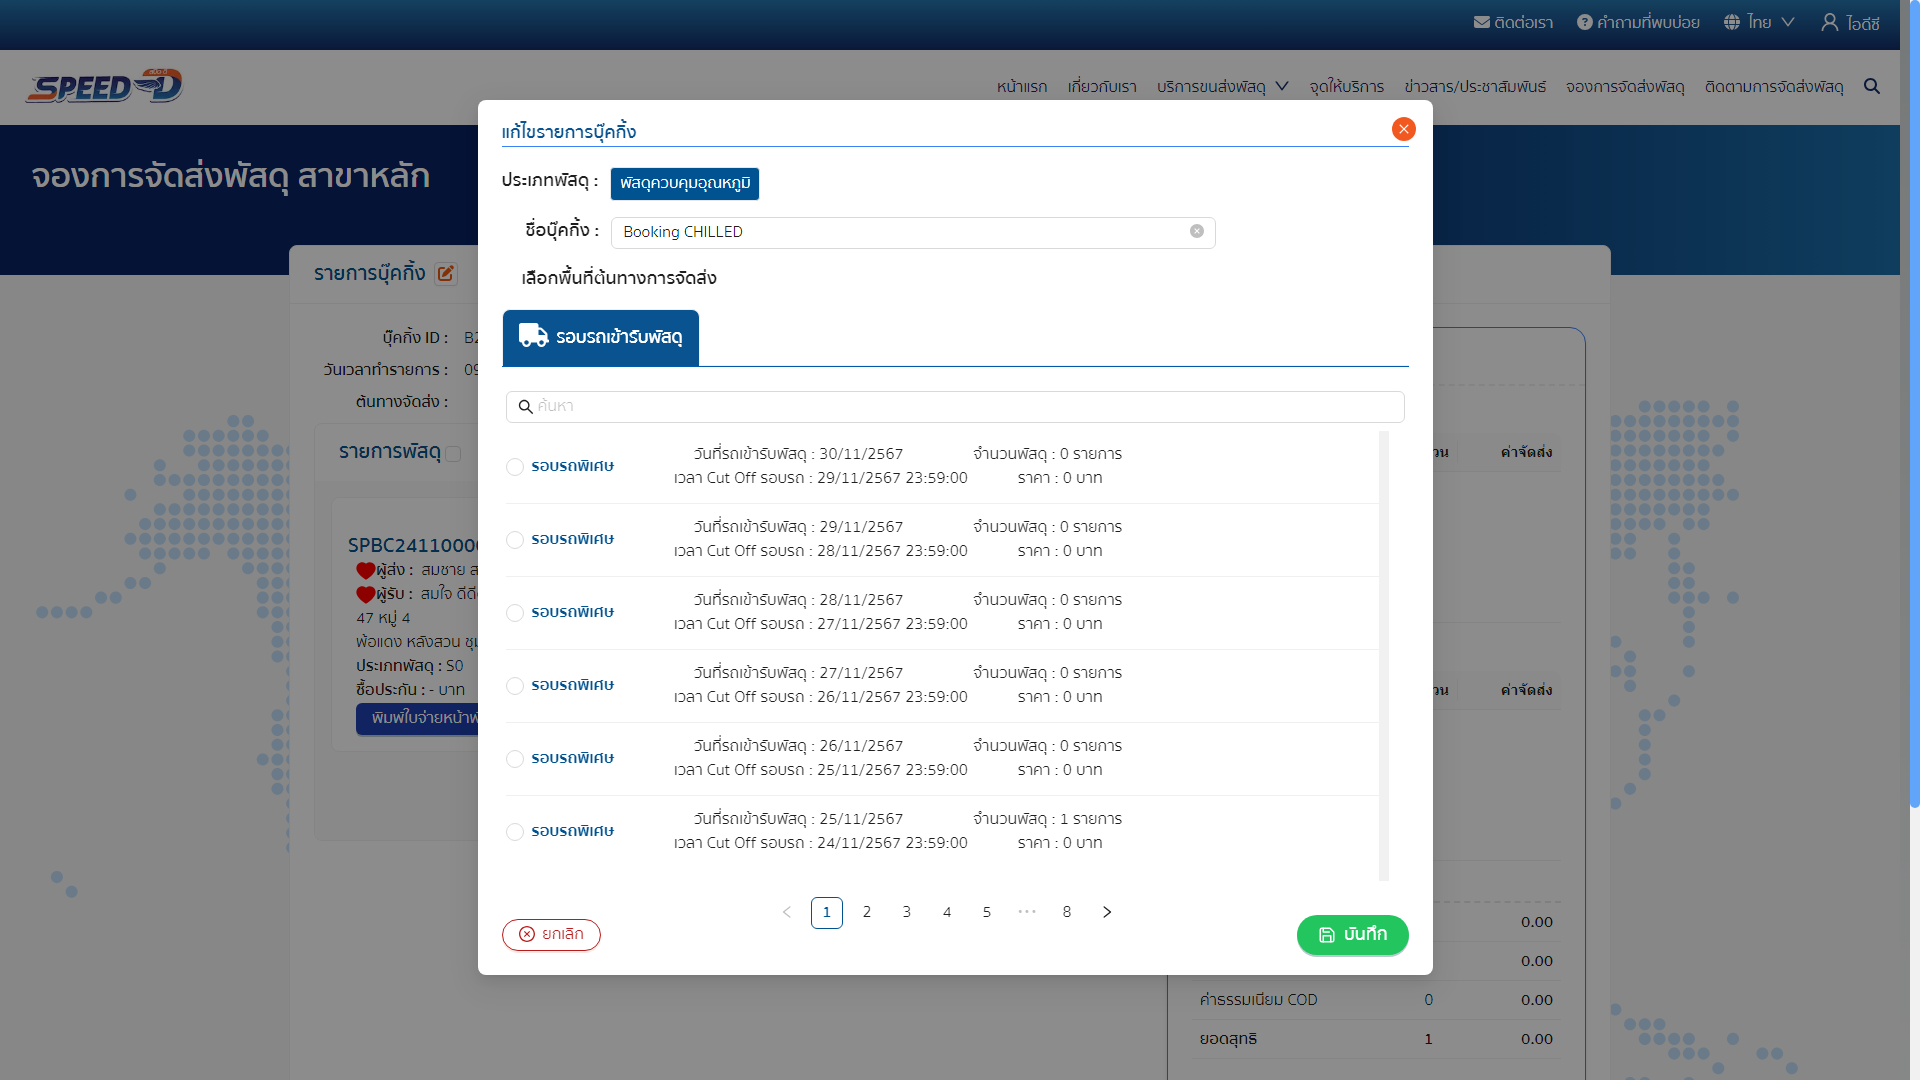 ติดต่อเรา คำถามที่พบบ่อย ไทย ไอดีซี
SPEED-D
หน้าแรก เกี่ยวกับเรา บริการขนส่งพัสดุ จุดให้บริการ ข่าวสาร/ประชาสัมพันธ์ จองการจัดส่งพัสดุ ติดตามการจัดส่งพัสดุ
จองการจัดส่งพัสดุ สาขาหลัก
แก้ไขรายการบุ๊คกิ้ง
ประเภทพัสดุ : พัสดุควบคุมอุณหภูมิ
ชื่อบุ๊คกิ้ง : Booking CHILLED
เลือกพื้นที่ต้นทางการจัดส่ง
รอบรถเข้ารับพัสดุ
ค้นหา
รอบรถพิเศษ วันที่รถเข้ารับพัสดุ : 30/11/2567 จำนวนพัสดุ : 0 รายการ
เวลา Cut Off รอบรถ : 29/11/2567 23:59:00 ราคา : 0 บาท
รอบรถพิเศษ วันที่รถเข้ารับพัสดุ : 29/11/2567 จำนวนพัสดุ : 0 รายการ
เวลา Cut Off รอบรถ : 28/11/2567 23:59:00 ราคา : 0 บาท
รอบรถพิเศษ วันที่รถเข้ารับพัสดุ : 28/11/2567 จำนวนพัสดุ : 0 รายการ
เวลา Cut Off รอบรถ : 27/11/2567 23:59:00 ราคา : 0 บาท
รอบรถพิเศษ วันที่รถเข้ารับพัสดุ : 27/11/2567 จำนวนพัสดุ : 0 รายการ
เวลา Cut Off รอบรถ : 26/11/2567 23:59:00 ราคา : 0 บาท
รอบรถพิเศษ วันที่รถเข้ารับพัสดุ : 26/11/2567 จำนวนพัสดุ : 0 รายการ
เวลา Cut Off รอบรถ : 25/11/2567 23:59:00 ราคา : 0 บาท
รอบรถพิเศษ วันที่รถเข้ารับพัสดุ : 25/11/2567 จำนวนพัสดุ : 1 รายการ
เวลา Cut Off รอบรถ : 24/11/2567 23:59:00 ราคา : 0 บาท
1 2 3 4 5 ••• 8
ยกเลิก
บันทึก
รายการบุ๊คกิ้ง
บุ๊คกิ้ง ID :
วันเวลาทำรายการ : 09
ต้นทางจัดส่ง :
รายการพัสดุ
SPBC2411000
ผู้ส่ง : สมชาย
ผู้รับ : สมใจ
47 หมู่ 4
พ้อแดง หลังสวน
ประเภทพัสดุ : S0
ซื้อประกัน : - บาท
พิมพ์ใบจ่ายหน้า
ค่าจัดส่ง
ค่าจัดส่ง
0.00
0.00
ค่าธรรมเนียม COD 0 0.00
ยอดสุทธิ 1 0.00